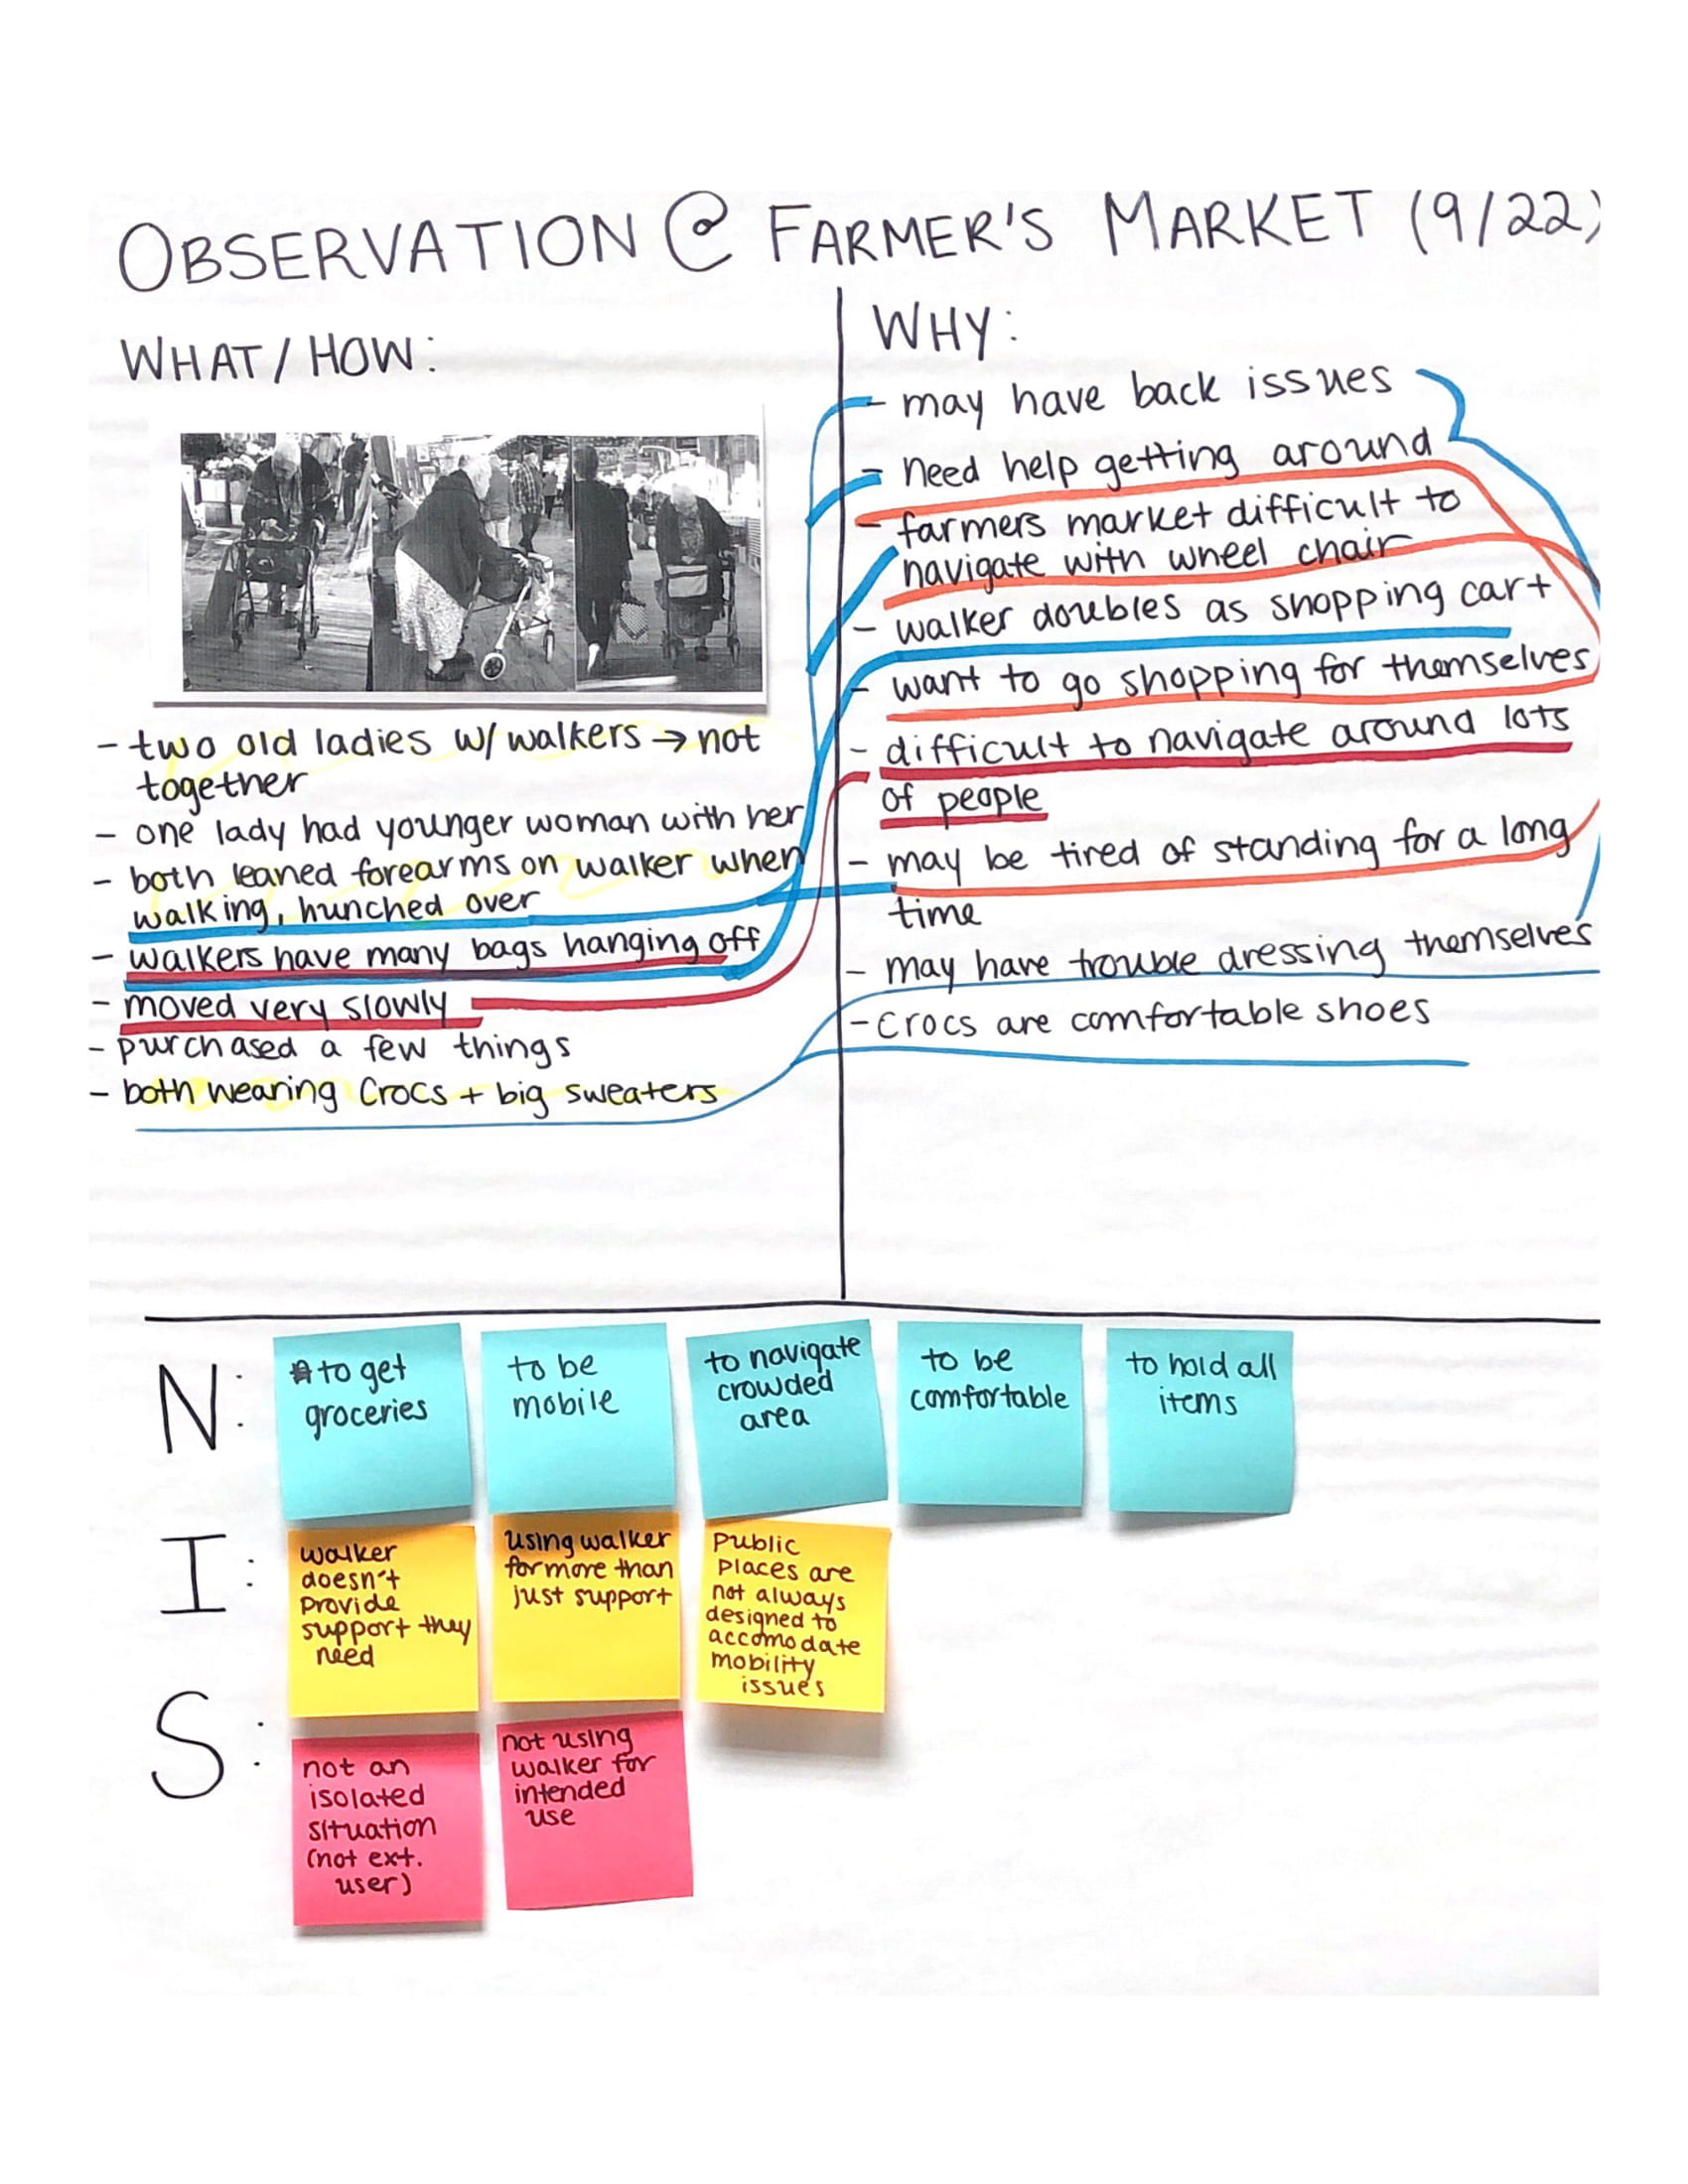 OBSERVATION @ FARMER'S MARKET (9/22)
WHAT/HOW:
- two old ladies w/ walkers → not
together
- one lady had younger woman with her
- both leaned forearms on walker when
walking, hunched over
- walkers have many bags hanging off
- moved very slowly
- purchased a few things
- both wearing Crocs + big sweaters
WHY:
- may have back issues
- need help getting around
- farmers market difficult to
navigate with wheel chair
- walker doubles as shopping cart
- want to go shopping for themselves
- difficult to navigate around lots
of people
- may be tired of standing for a long
time
- may have trouble dressing themselves
- crocs are comfortable shoes
N:
to get
groceries
to be
mobile
to navigate
crowded
area
to be
comfortable
to hold all
items
I:
walker
doesn't
provide
support they
need
using walker
for more than
just support
Public
Places are
not always
designed to
accomodate
mobility
issues
S:
not an
isolated
situation
(not ext.
user)
not using
walker for
intended
use